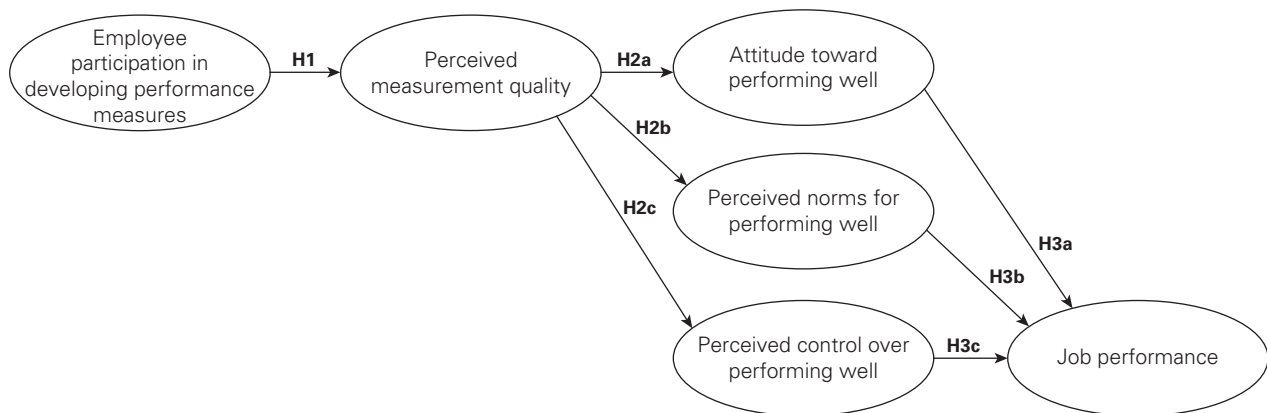 Employee
participation in
developing performance
measures
H1
Perceived
measurement quality
H2a
Attitude toward
performing well
H2b
Perceived norms for
performing well
H2c
H3a
H3b
Perceived control over
performing well
H3c
Job performance